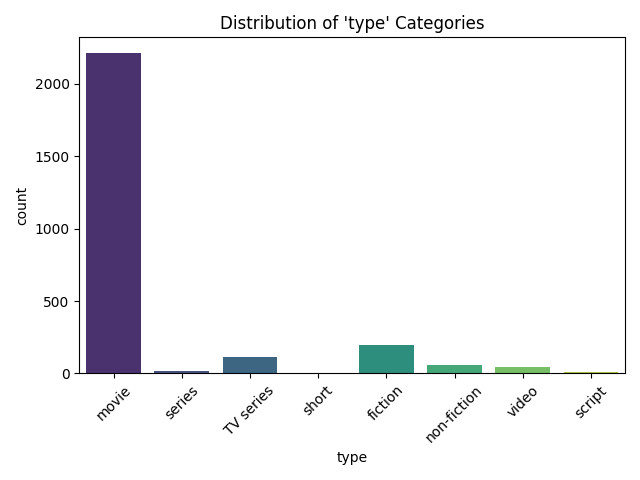 Distribution of 'type' Categories
count
2000
1500
1000
500
0
movie
series
TV series
short
fiction
non-fiction
video
script
type